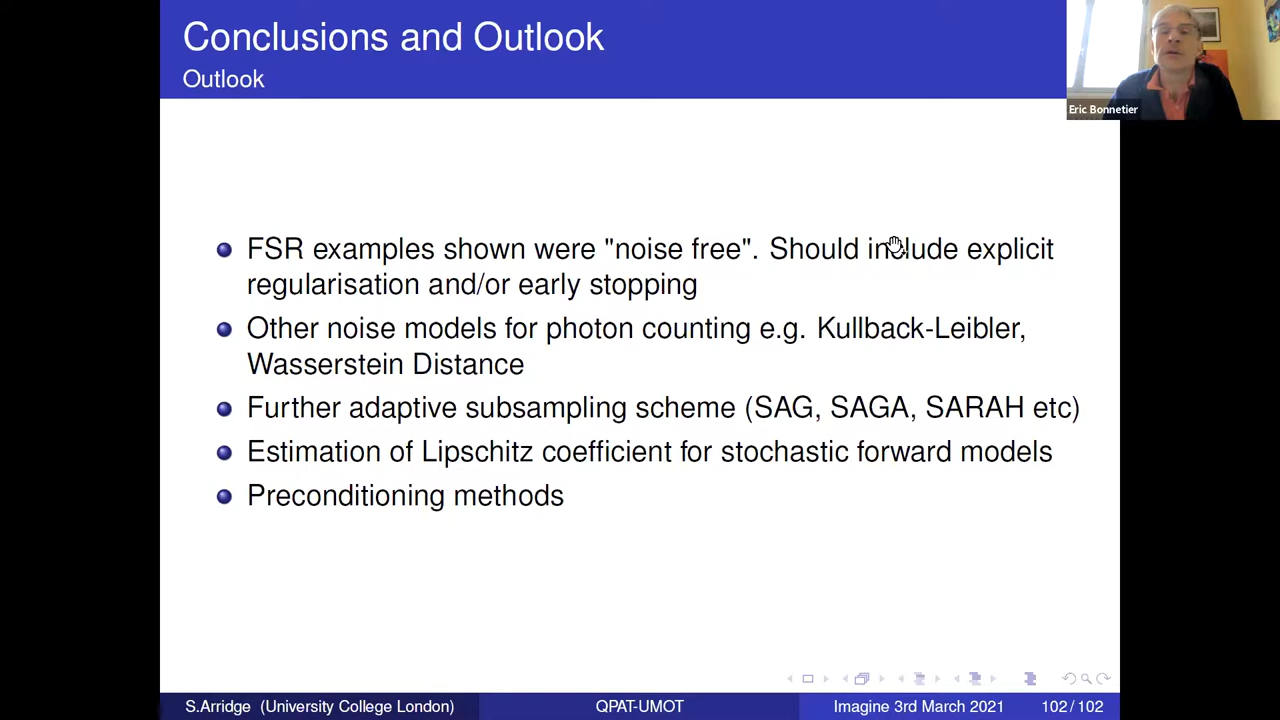 Conclusions and Outlook
Outlook
Eric Bonnetier
FSR examples shown were "noise free". Should include explicit
regularisation and/or early stopping
Other noise models for photon counting e.g. Kullback-Leibler,
Wasserstein Distance
Further adaptive subsampling scheme (SAG, SAGA, SARAH etc)
Estimation of Lipschitz coefficient for stochastic forward models
Preconditioning methods
S.Arridge (University College London)
QPAT-UMOT
Imagine 3rd March 2021
102 / 102